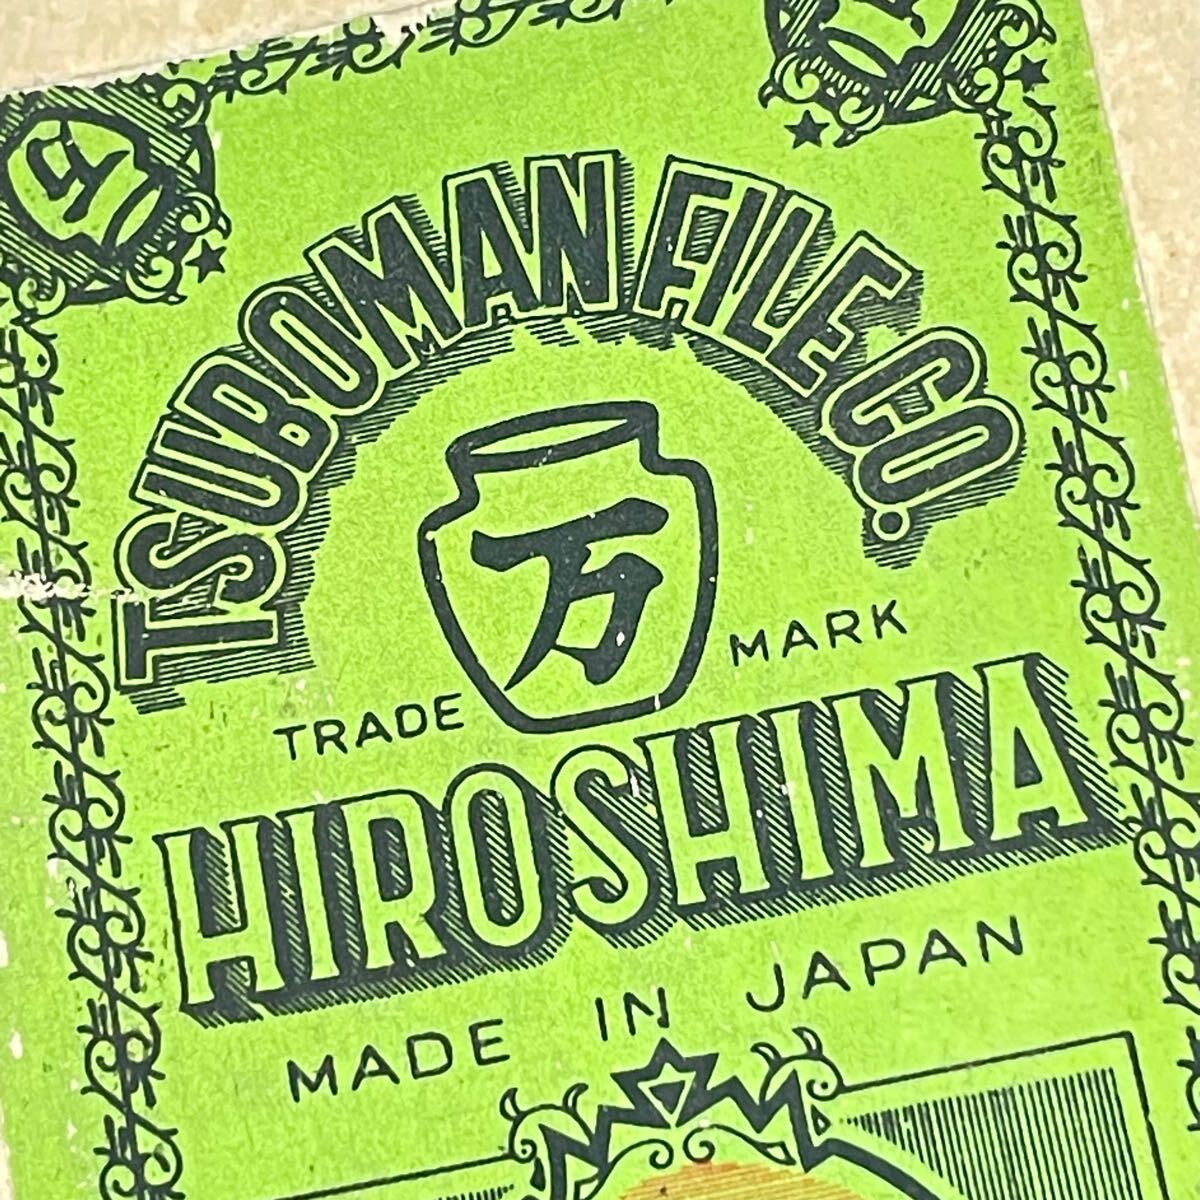 TSUBOMAN FILE CO.
万
TRADE MARK
HIROSHIMA
MADE IN JAPAN